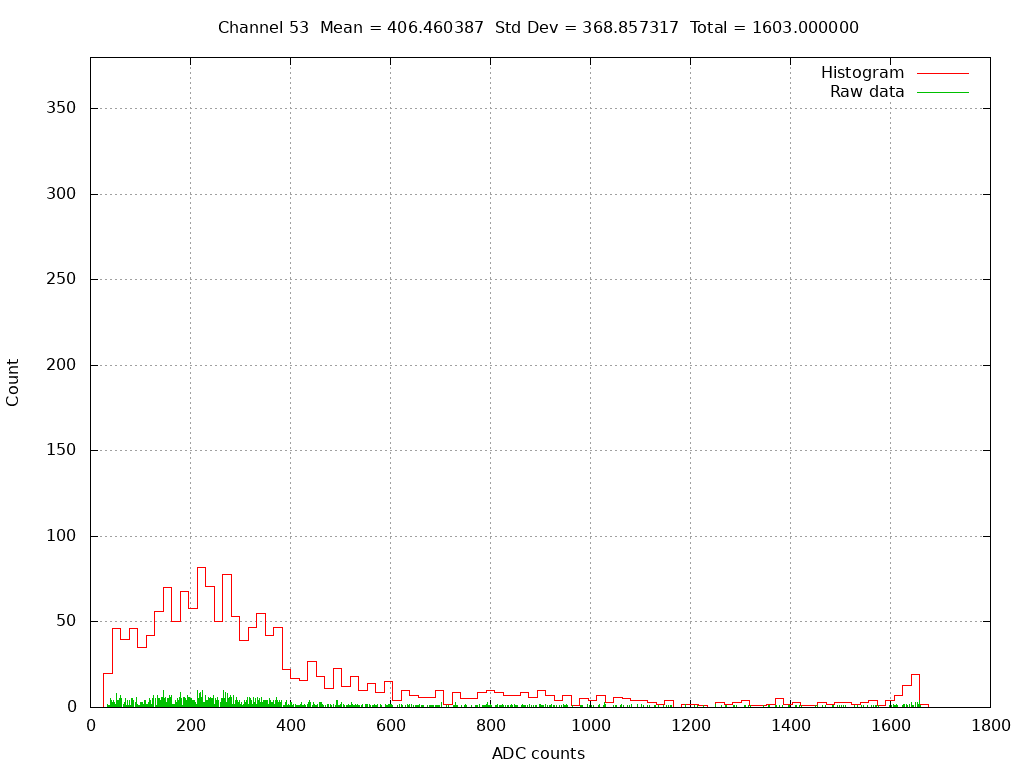 Channel 53  Mean = 406.460387  Std Dev = 368.857317  Total = 1603.000000
Histogram
Raw data
350
300
250
200
150
100
50
0
Count
0 200 400 600 800 1000 1200 1400 1600 1800
ADC counts